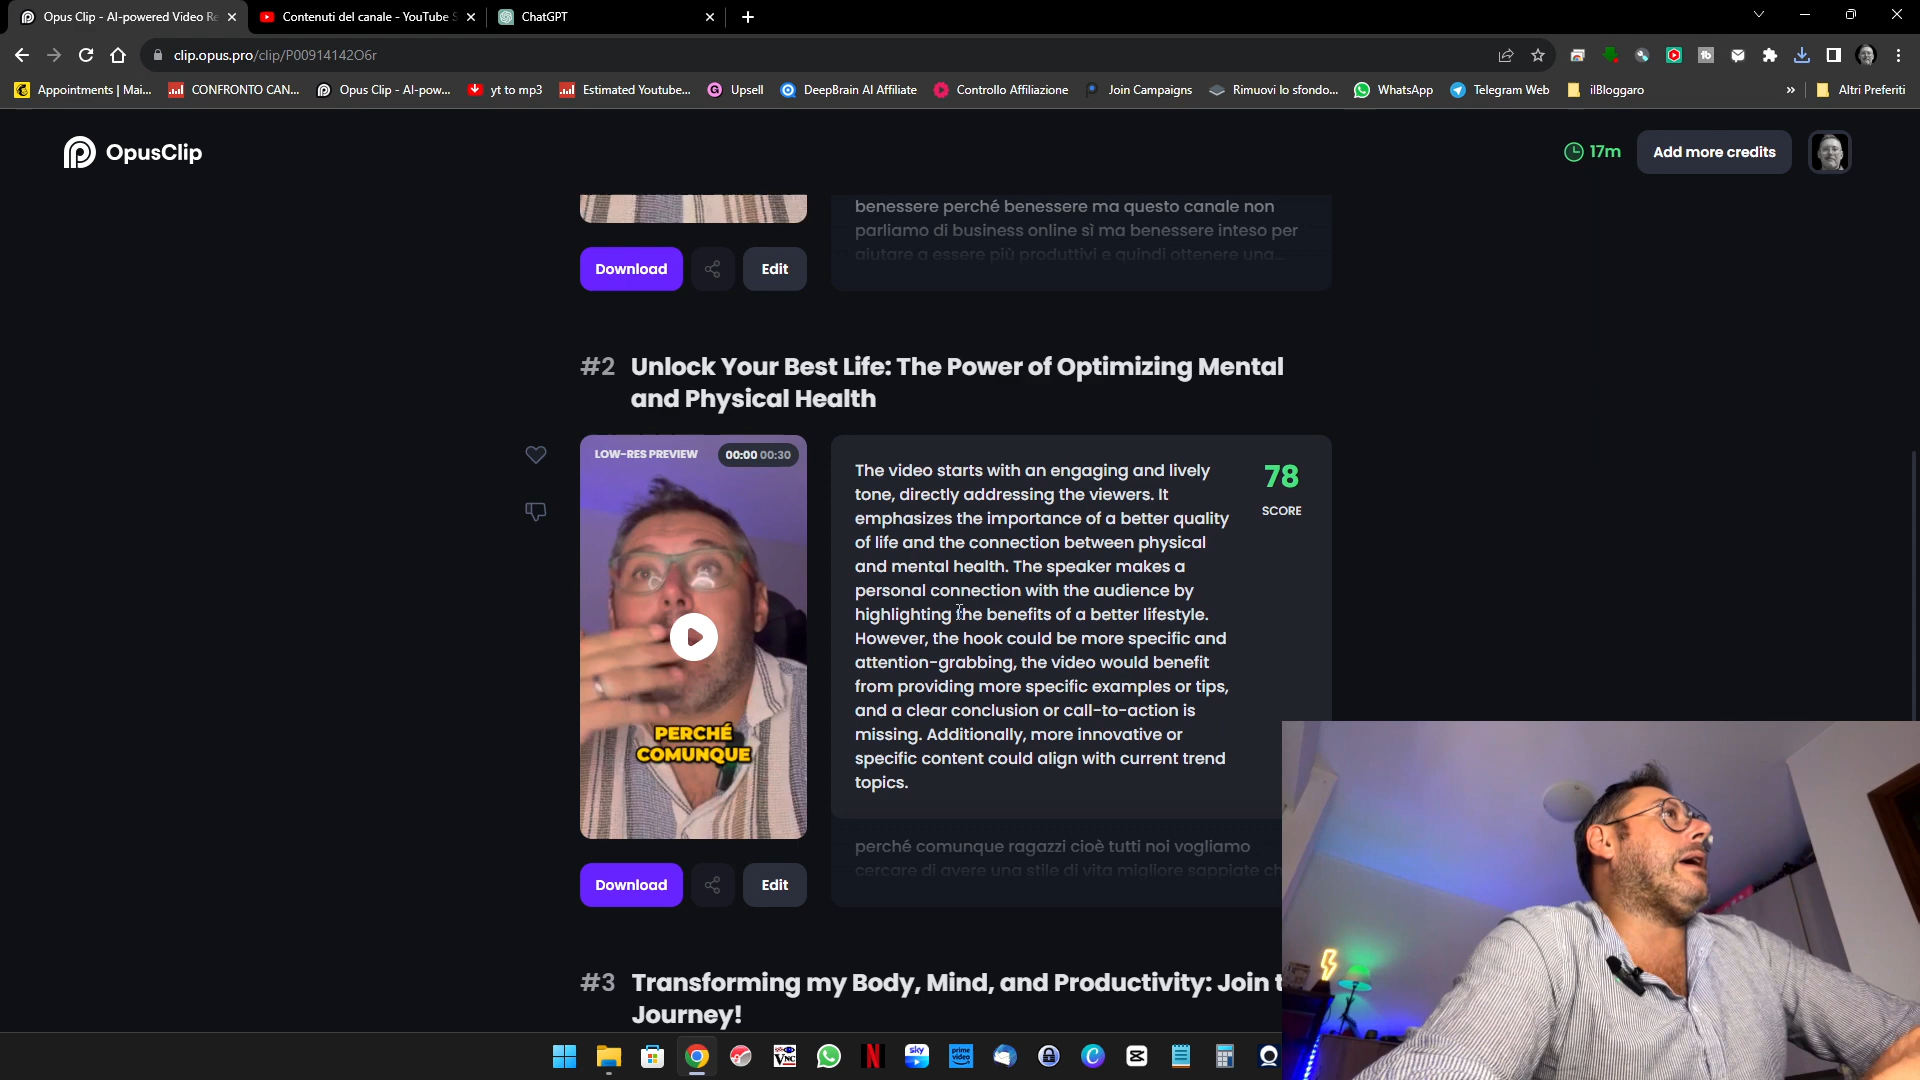 Opus Clip - AI-powered Video Re
Contenuti del canale - YouTube S
ChatGPT
clip.opus.pro/clip/P00914142O6r
Appointments | Mai...
CONFRONTO CAN...
Opus Clip - AI-pow...
yt to mp3
Estimated Youtube...
Upsell
DeepBrain AI Affiliate
Controllo Affiliazione
Join Campaigns
Rimuovi lo sfondo...
WhatsApp
Telegram Web
ilBloggaro
»
Altri Preferiti
OpusClip
17m
Add more credits
benessere perché benessere ma questo canale non
parliamo di business online sì ma benessere inteso per
aiutare a essere più produttivi e quindi ottenere una...
Download
Edit
#2 Unlock Your Best Life: The Power of Optimizing Mental
and Physical Health
LOW-RES PREVIEW
00:00 00:30
PERCHÉ
COMUNQUE
The video starts with an engaging and lively
tone, directly addressing the viewers. It
emphasizes the importance of a better quality
of life and the connection between physical
and mental health. The speaker makes a
personal connection with the audience by
highlighting the benefits of a better lifestyle.
However, the hook could be more specific and
attention-grabbing, the video would benefit
from providing more specific examples or tips,
and a clear conclusion or call-to-action is
missing. Additionally, more innovative or
specific content could align with current trend
topics.
78
SCORE
perché comunque ragazzi cioè tutti noi vogliamo
cercare di avere una stile di vita migliore sappiate ch
Download
Edit
#3 Transforming my Body, Mind, and Productivity: Join t
Journey!
VNC
N
sky
prime
video